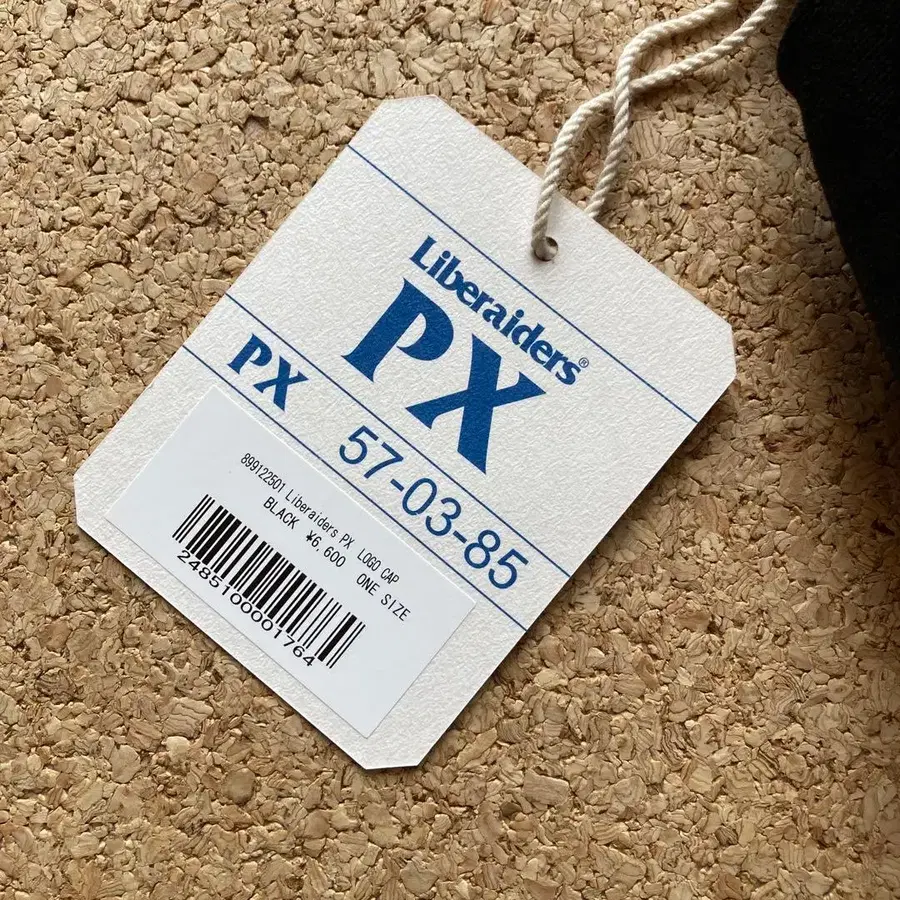 Liberaiders®
PX
PX
57-03-85
899122501 Liberaiders PX LOGO CAP
BLACK ¥6,600 ONE SIZE
2485100001764